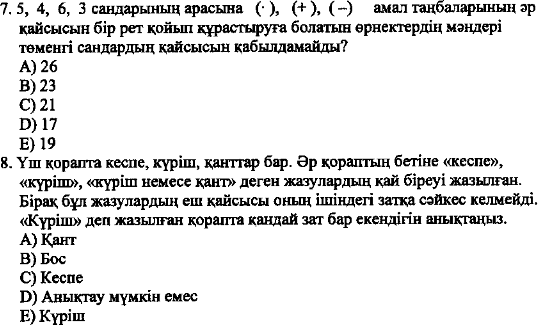 7. 5, 4, 6, 3 сандарының арасына (·), (+), (–) амал таңбаларының әр
қайсысын бір рет қойып құрастыруға болатын өрнектердің мәндері
төменгі сандардың қайсысын қабылдамайды?
A) 26
B) 23
C) 21
D) 17
E) 19
8. Үш қорапта кеспе, күріш, қанттар бар. Әр қораптың бетіне «кеспе»,
«күріш», «күріш немесе қант» деген жазулардың қай біреуі жазылған.
Бірақ бұл жазулардың еш қайсысы оның ішіндегі затқа сәйкес келмейді.
«Күріш» деп жазылған қорапта қандай зат бар екендігін анықтаңыз.
A) Қант
B) Бос
C) Кеспе
D) Анықтау мүмкін емес
E) Күріш